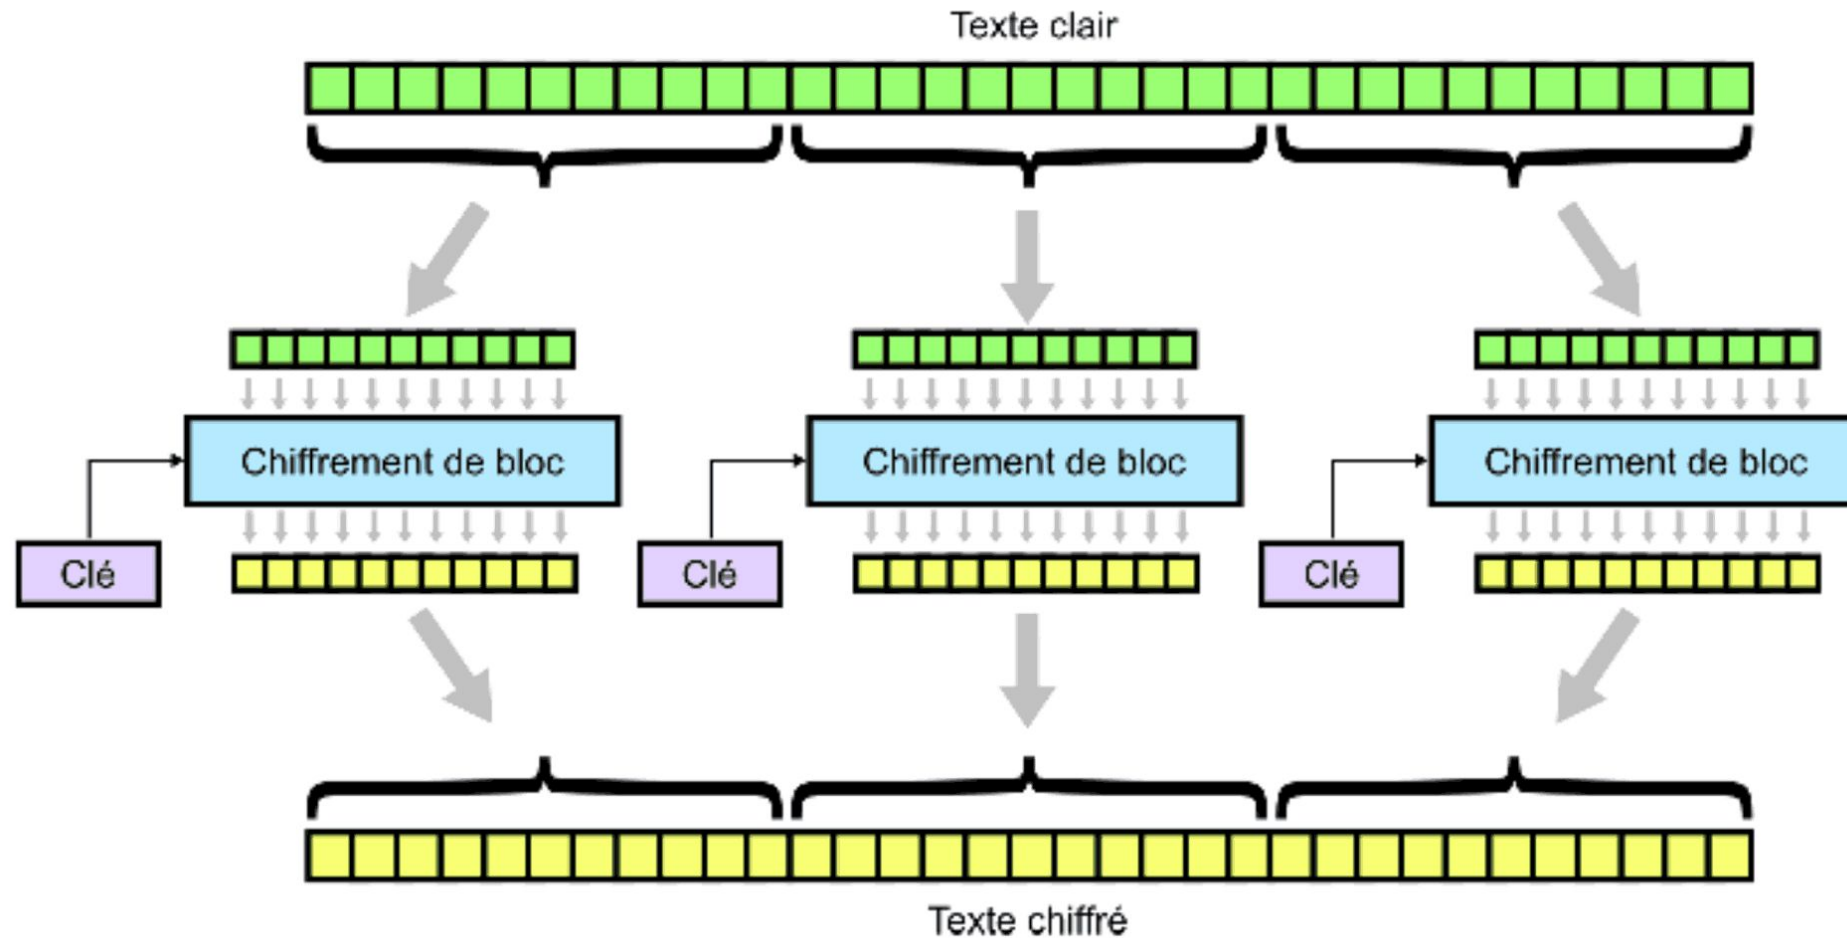 Texte clair
Chiffrement de bloc
Chiffrement de bloc
Chiffrement de bloc
Clé
Clé
Clé
Texte chiffré